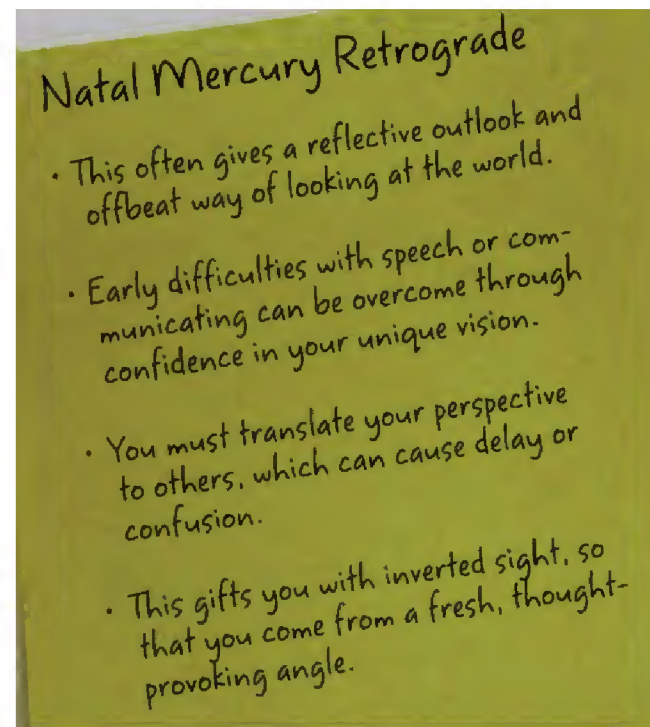 Natal Mercury Retrograde
· This often gives a reflective outlook and
offbeat way of looking at the world.
· Early difficulties with speech or com-
municating can be overcome through
confidence in your unique vision.
· You must translate your perspective
to others, which can cause delay or
confusion.
· This gifts you with inverted sight, so
that you come from a fresh, thought-
provoking angle.